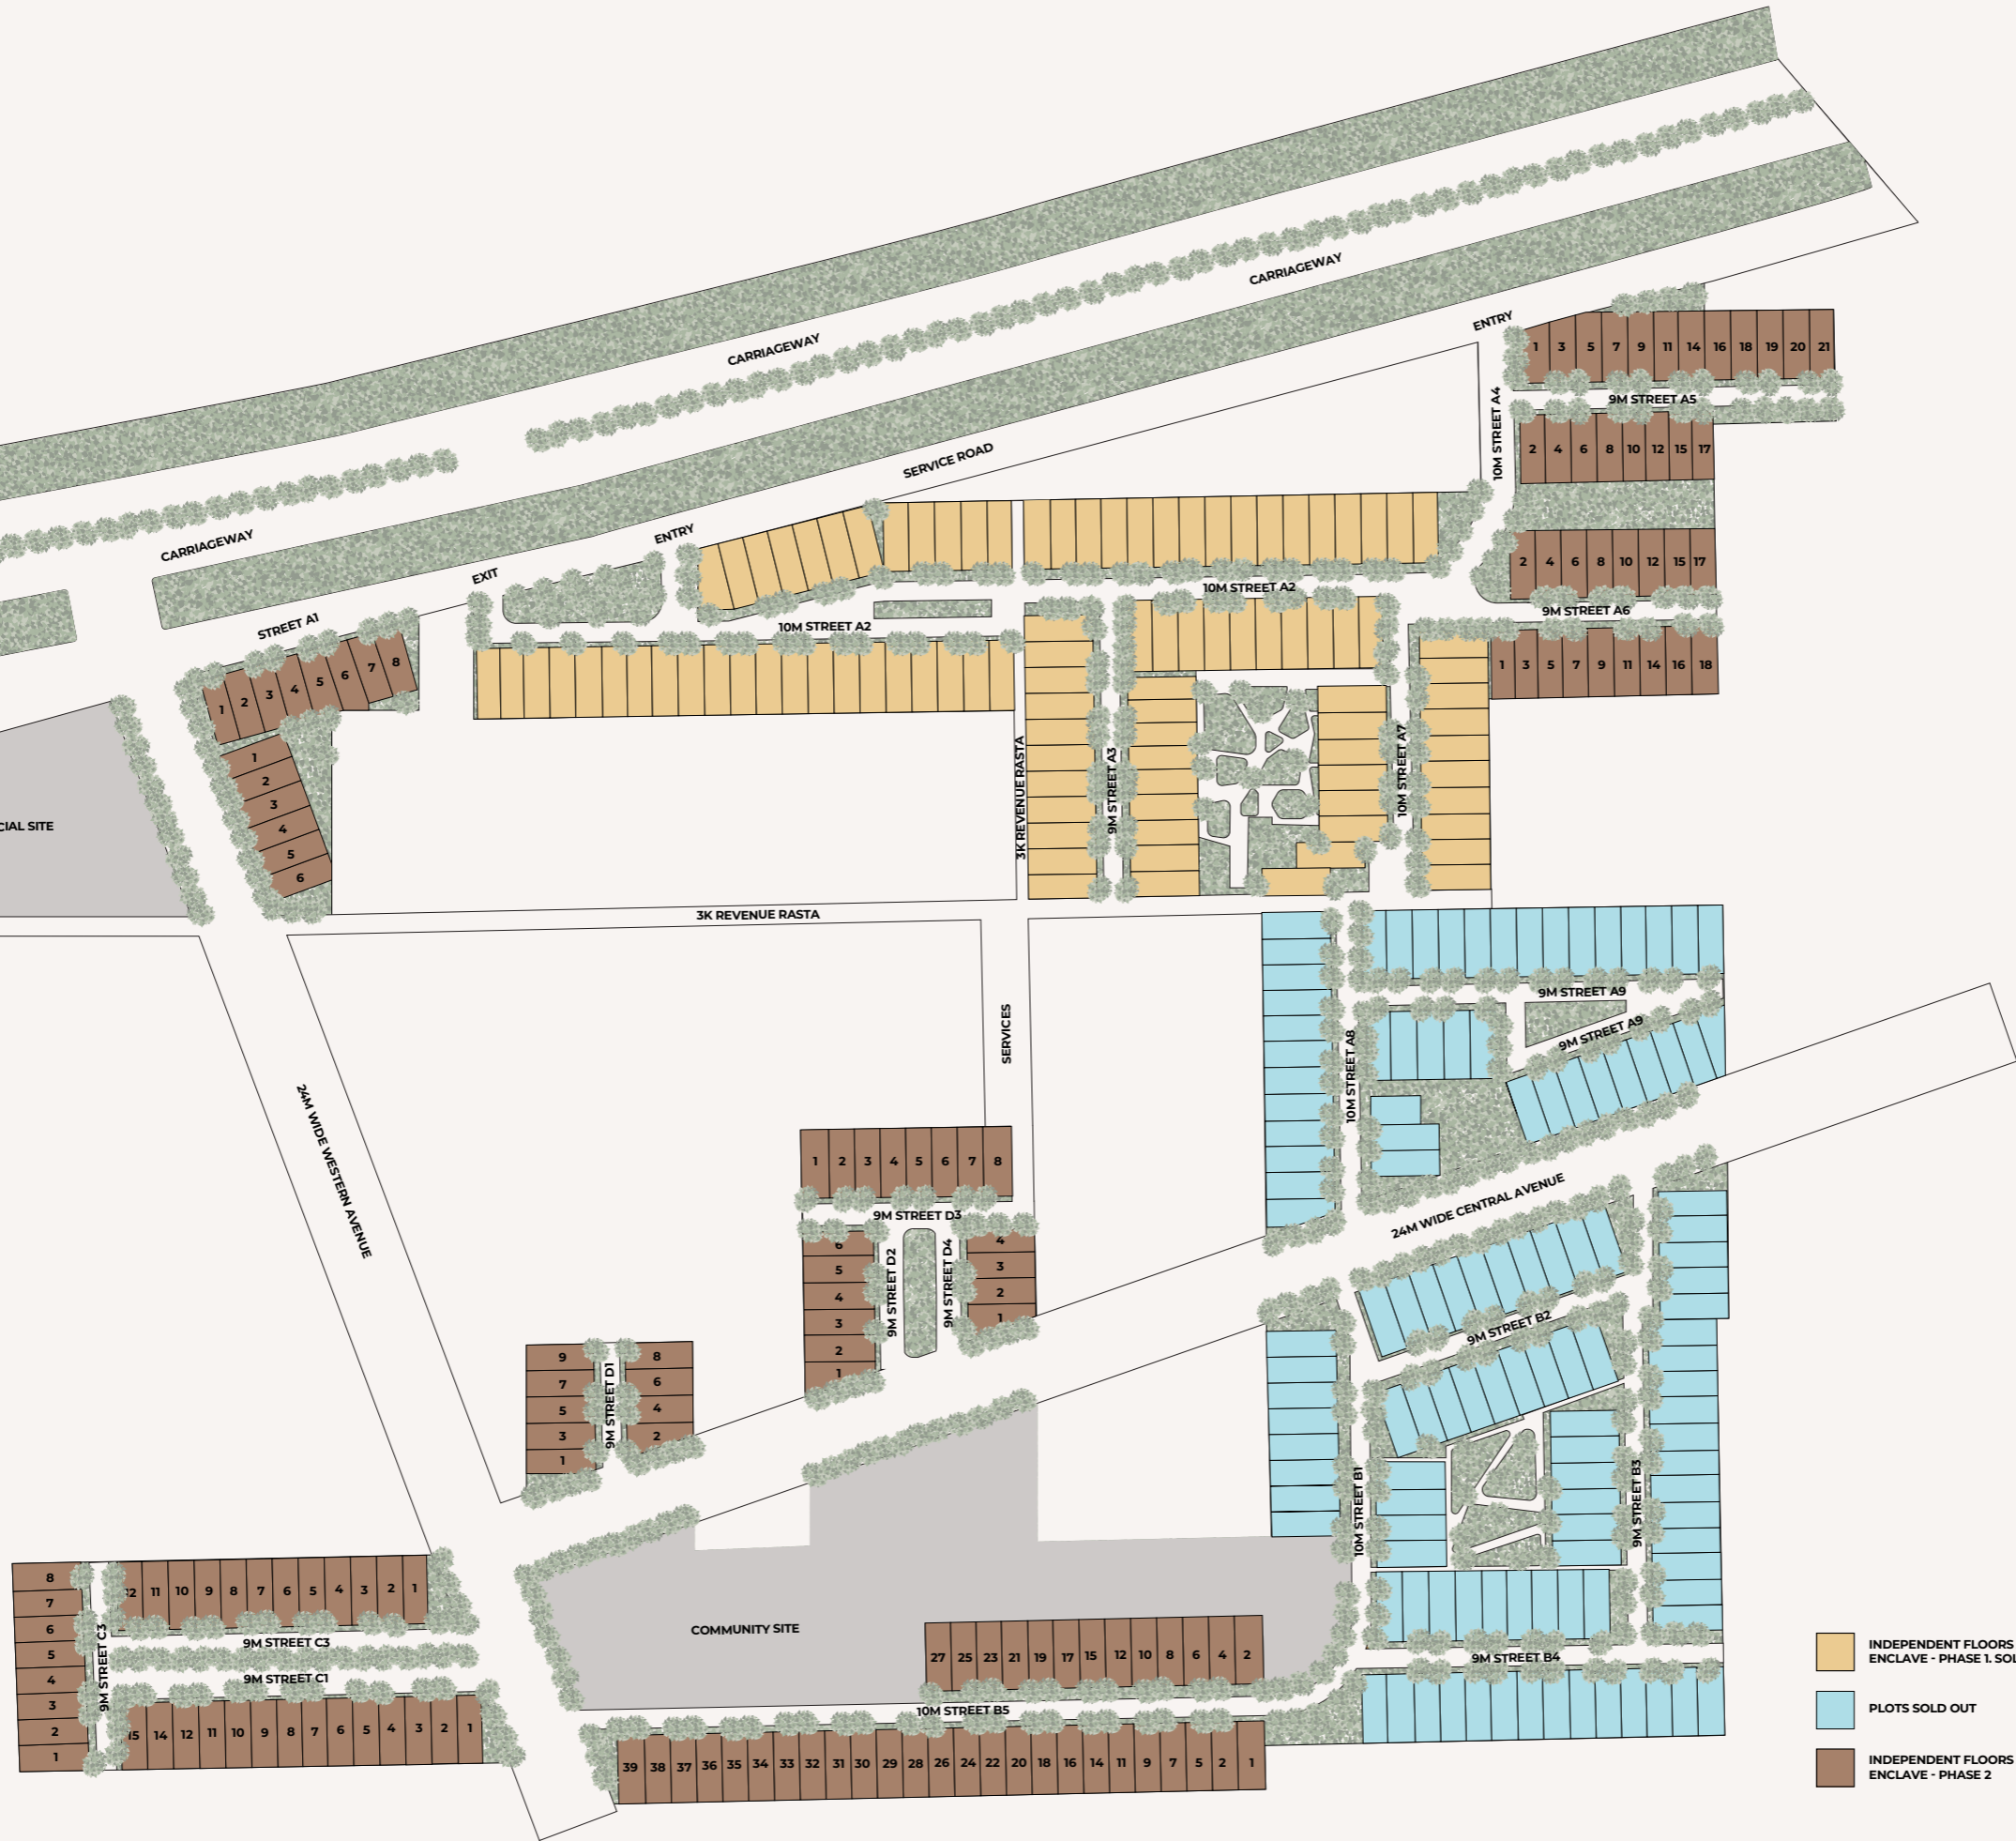 CARRIAGEWAY
CARRIAGEWAY
CARRIAGEWAY
ENTRY
SERVICE ROAD
ENTRY
EXIT
STREET A1
1 3 5 7 9 11 14 16 18 19 20 21
9M STREET A5
10M STREET A4
2 4 6 8 10 12 15 17
2 4 6 8 10 12 15 17
9M STREET A6
1 3 5 7 9 11 14 16 18
10M STREET A2
10M STREET A2
1 2 3 4 5 6 7 8
1
2
3
4
5
6
CIAL SITE
3K REVENUE RASTA
9M STREET A3
10M STREET A7
3K REVENUE RASTA
SERVICES
24M WIDE WESTERN AVENUE
9M STREET A9
9M STREET A9
10M STREET A8
24M WIDE CENTRAL AVENUE
1 2 3 4 5 6 7 8
9M STREET D3
6
5
4
3
2
1
9M STREET D2
9M STREET D4
4
3
2
1
9
7
5
3
1
9M STREET D1
8
6
4
2
9M STREET B2
10M STREET B1
9M STREET B3
9M STREET B4
COMMUNITY SITE
27 25 23 21 19 17 15 12 10 8 6 4 2
10M STREET B5
39 38 37 36 35 34 33 32 31 30 29 28 26 24 22 20 18 16 14 11 9 7 5 2 1
8
7
6
5
4
3
2
1
9M STREET C3
12 11 10 9 8 7 6 5 4 3 2 1
9M STREET C3
9M STREET C1
15 14 12 11 10 9 8 7 6 5 4 3 2 1
INDEPENDENT FLOORS
ENCLAVE - PHASE 1. SOL
PLOTS SOLD OUT
INDEPENDENT FLOORS
ENCLAVE - PHASE 2